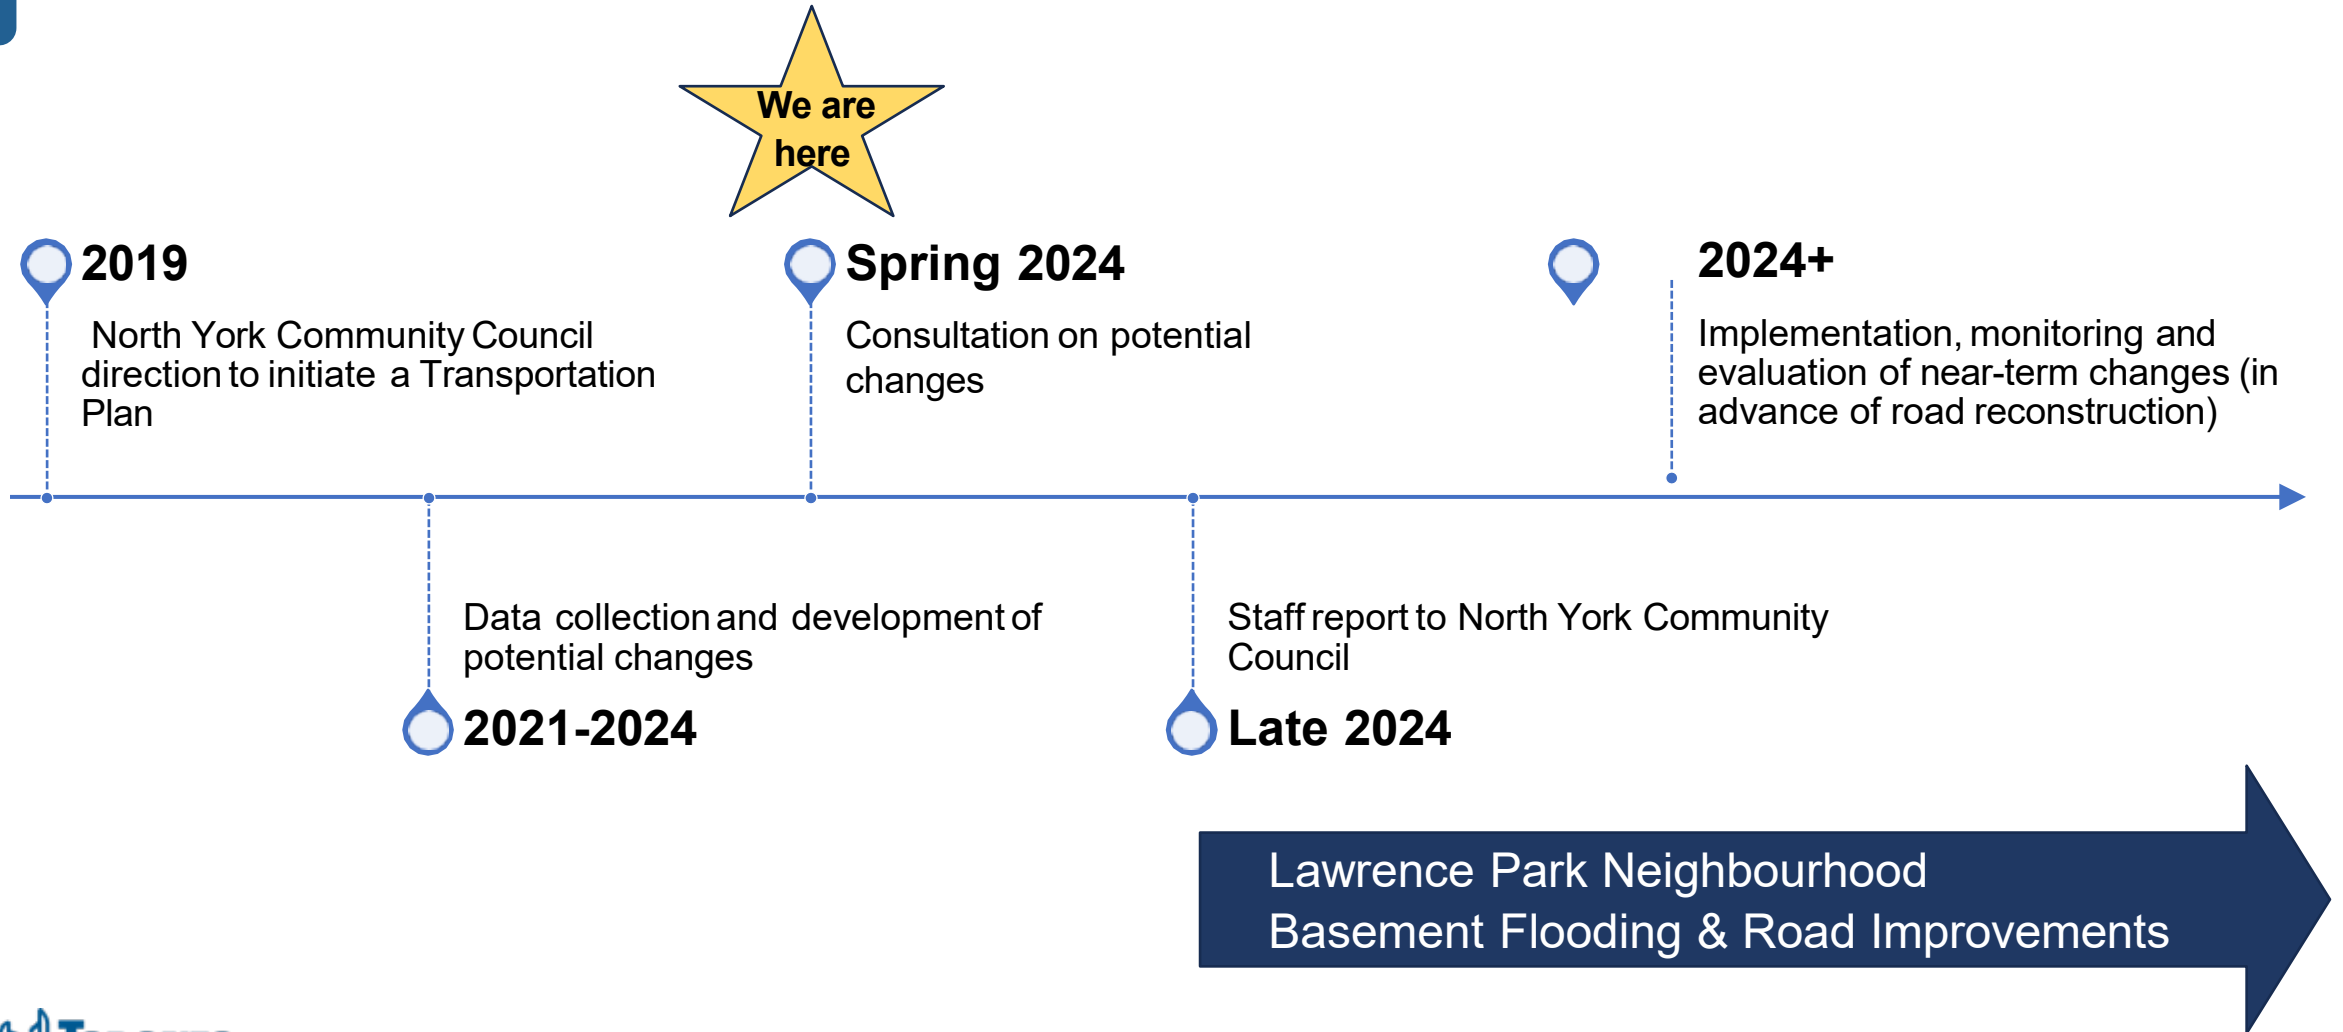 We are
here
2019
North York Community Council
direction to initiate a Transportation
Plan
Spring 2024
Consultation on potential
changes
2024+
Implementation, monitoring and
evaluation of near-term changes (in
advance of road reconstruction)
Data collection and development of
potential changes
2021-2024
Staff report to North York Community
Council
Late 2024
Lawrence Park Neighbourhood
Basement Flooding & Road Improvements